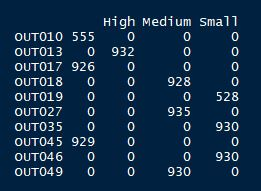 High Medium Small
OUT010 555 0 0 0
OUT013 0 932 0 0
OUT017 926 0 0 0
OUT018 0 0 928 0
OUT019 0 0 0 528
OUT027 0 0 935 0
OUT035 0 0 0 930
OUT045 929 0 0 0
OUT046 0 0 0 930
OUT049 0 0 930 0